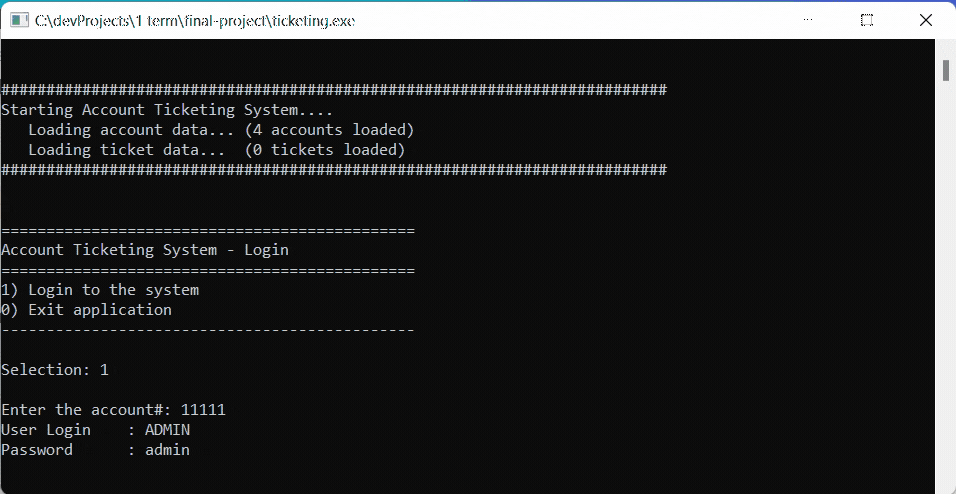 C:\devProjects\1 term\final-project\ticketing.exe
##########################################################################
Starting Account Ticketing System....
   Loading account data... (4 accounts loaded)
   Loading ticket data...  (0 tickets loaded)
##########################################################################
==============================================
Account Ticketing System - Login
==============================================
1) Login to the system
0) Exit application
----------------------------------------------
Selection: 1
Enter the account#: 11111
User Login    : ADMIN
Password      : admin